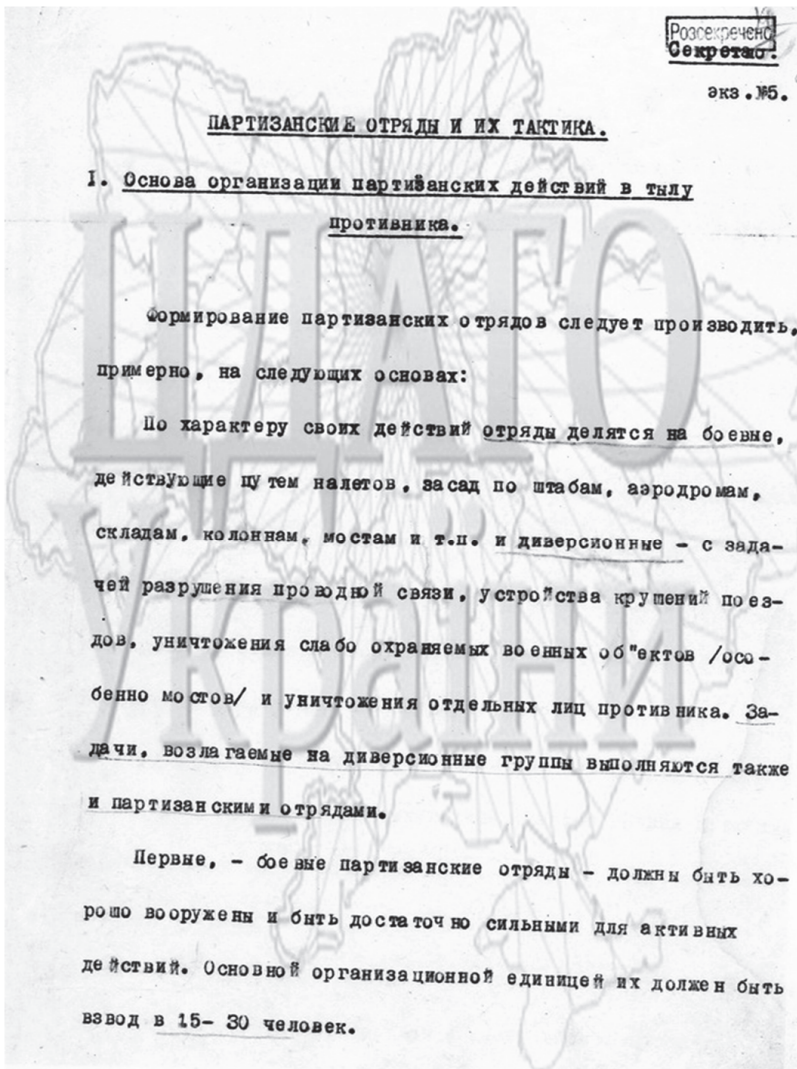 Розсекречено
Секретно.
экз.№5.
ПАРТИЗАНСКИЕ ОТРЯДЫ И ИХ ТАКТИКА.
I. Основа организации партизанских действий в тылу
противника.
Формирование партизанских отрядов следует производить,
примерно, на следующих основах:
По характеру своих действий отряды делятся на боевые,
действующие путем налетов, засад по штабам, аэродромам,
складам, колоннам, мостам и т.п. и диверсионные – с зада-
чей разрушения проводной связи, устройства крушений поез-
дов, уничтожения слабо охраняемых военных об"ектов /осо-
бенно мостов/ и уничтожения отдельных лиц противника. За-
дачи, возлагаемые на диверсионные группы выполняются также
и партизанскими отрядами.
Первые, – боевые партизанские отряды – должны быть хо-
рошо вооружены и быть достаточно сильными для активных
действий. Основной организационной единицей их должен быть
взвод в 15- 30 человек.
ЦДАГО
України